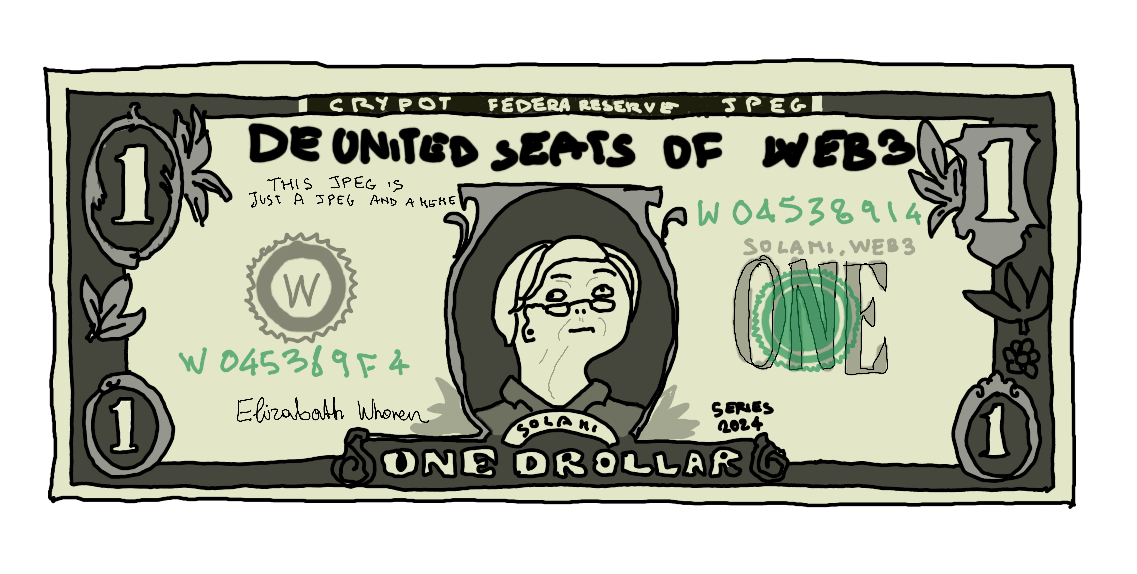 CRYPOT FEDERA RESERVE JPEG
DE UNITED SEATS OF WEB3
1
1
THIS JPEG IS
JUST A JPEG AND A MEME
W 04538914
SOLAMI.WEB3
ONE
W
W 045389F4
Elizabath Whoren
SERIES
2024
SOLAMI
1
1
ONE DROLLAR